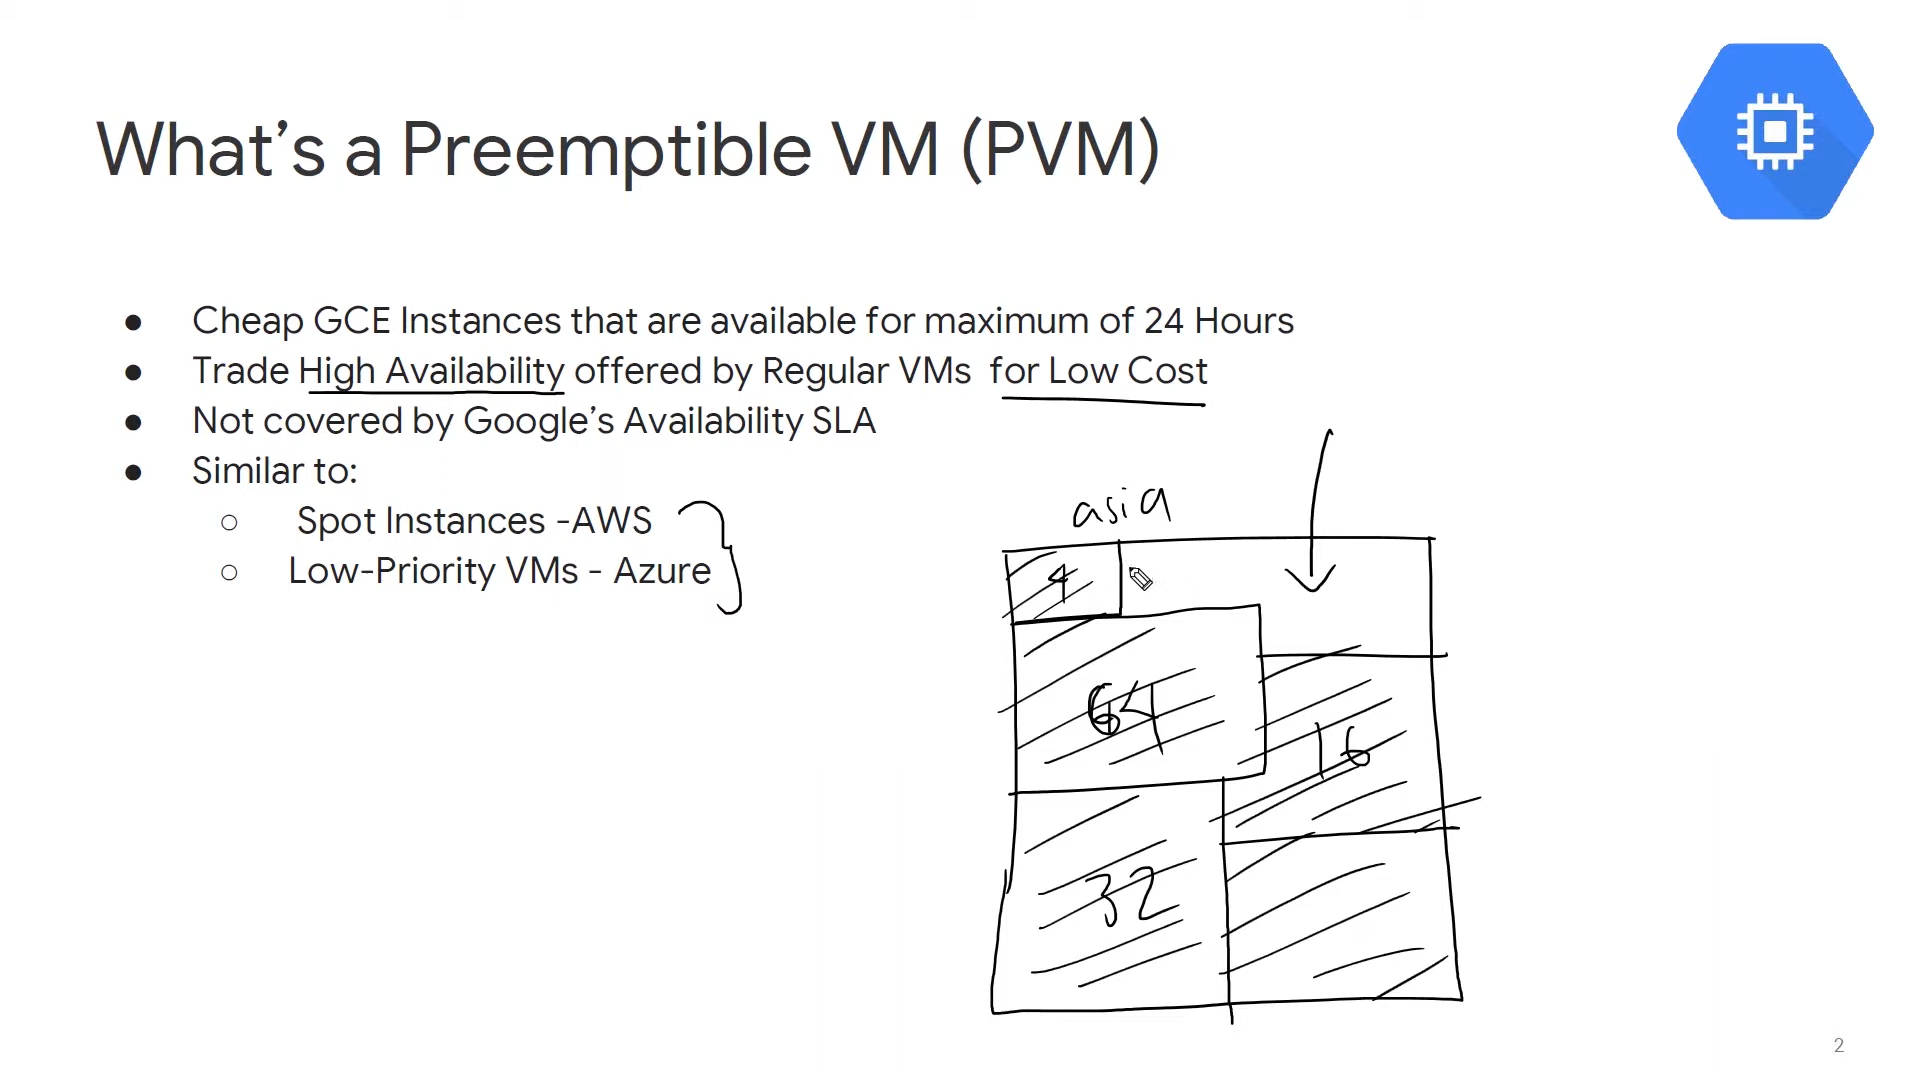 What's a Preemptible VM (PVM)
● Cheap GCE Instances that are available for maximum of 24 Hours
● Trade High Availability offered by Regular VMs for Low Cost
● Not covered by Google's Availability SLA
● Similar to:
○ Spot Instances -AWS
○ Low-Priority VMs - Azure
asia
4
64
16
32
2